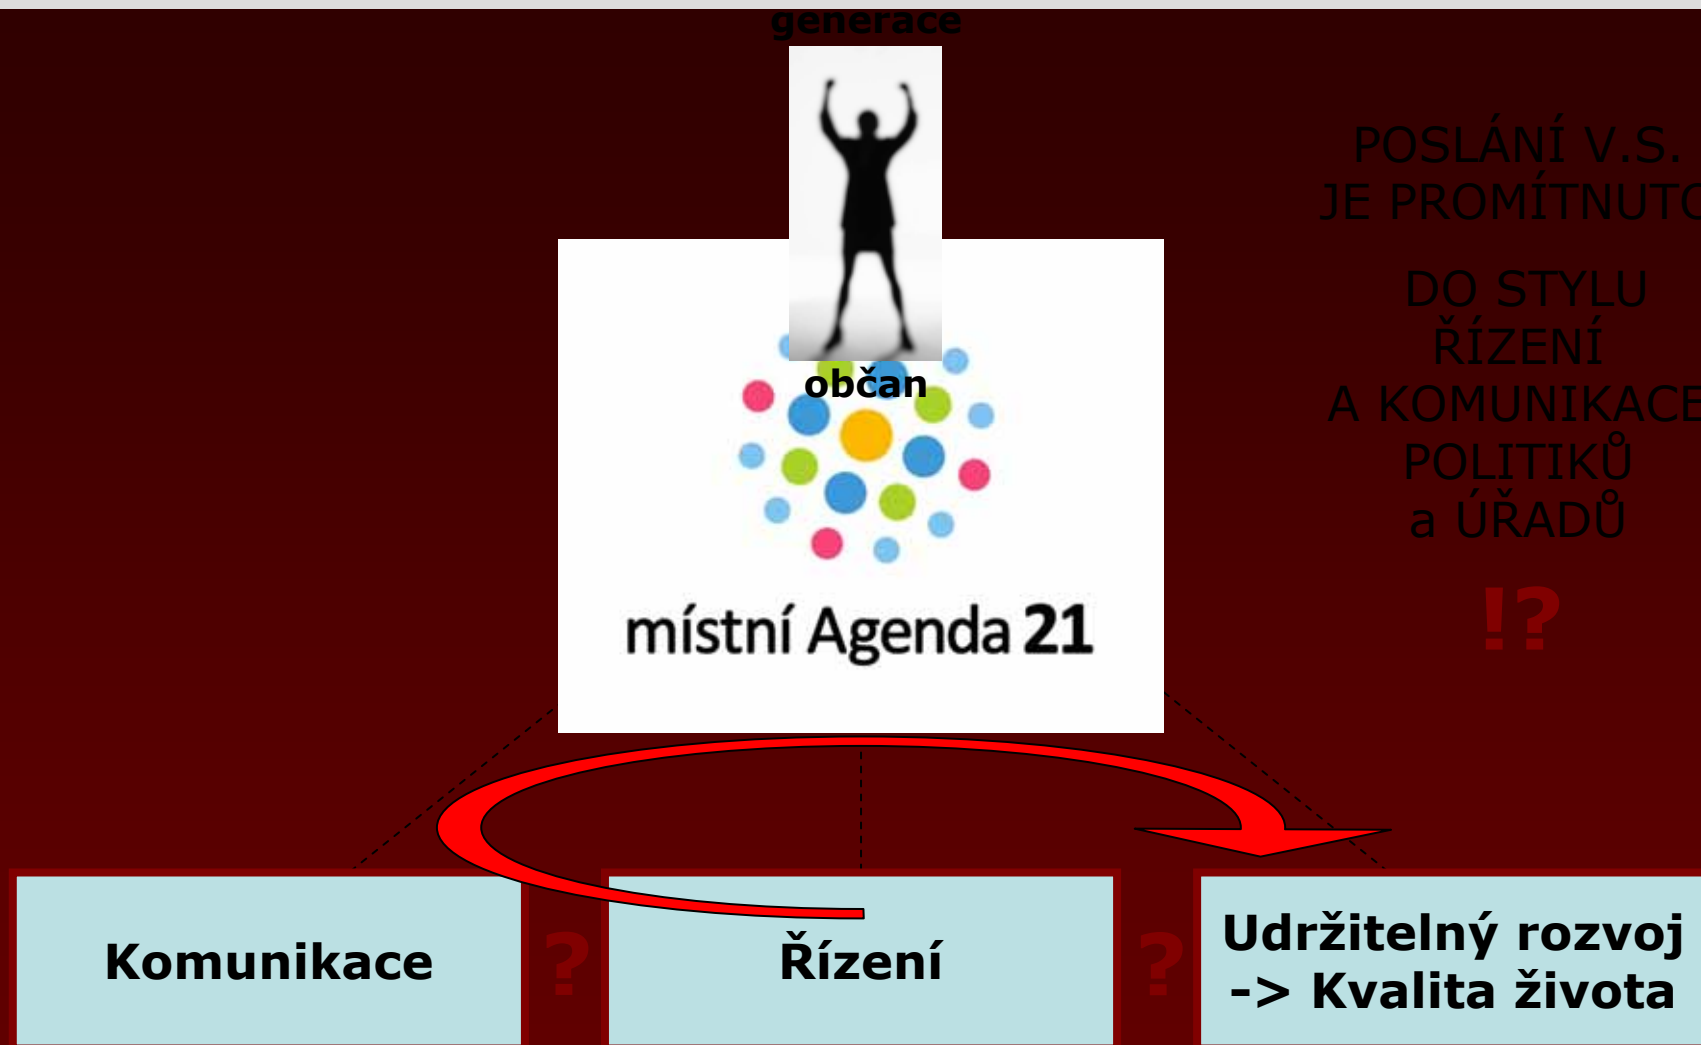 generace
občan
místní Agenda 21
POSLÁNÍ V.S.
JE PROMÍTNUTO
DO STYLU
ŘÍZENÍ
A KOMUNIKACE
POLITIKŮ
a ÚŘADŮ
!?
Komunikace
?
Řízení
?
Udržitelný rozvoj
-> Kvalita života